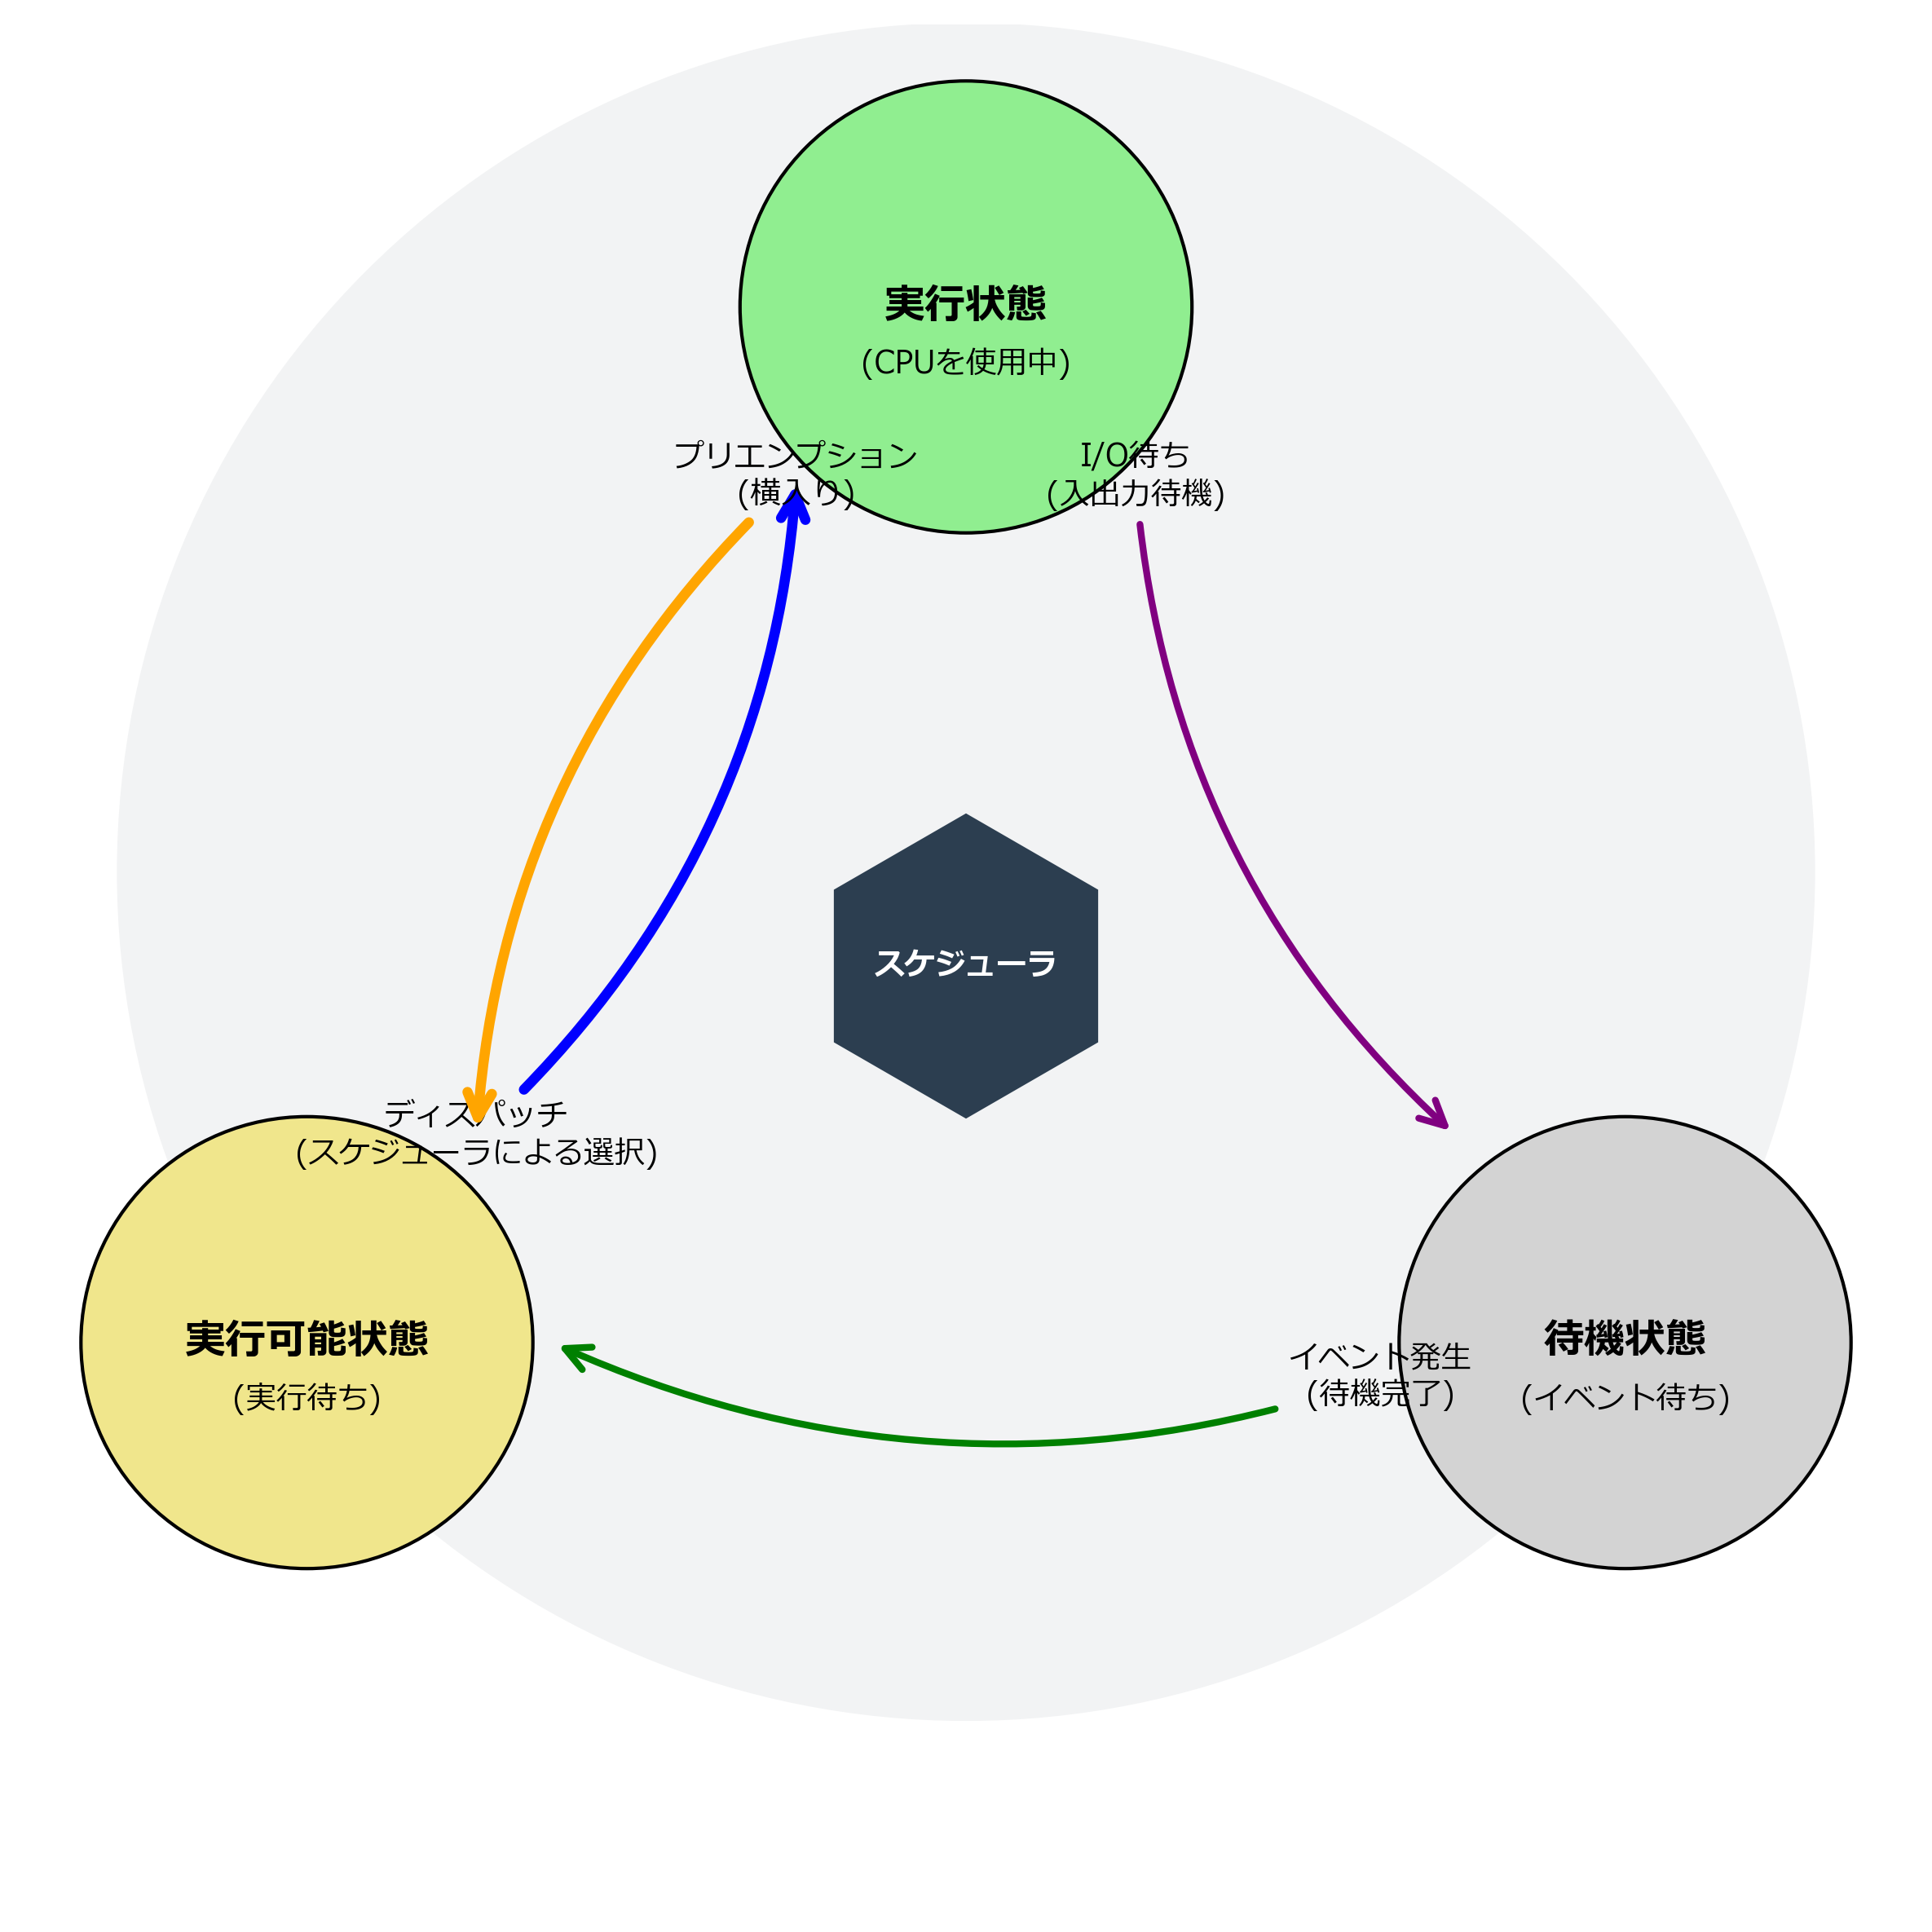 実行状態
(CPUを使用中)
プリエンプション
(横入り)
I/O待ち
(入出力待機)
スケジューラ
ディスパッチ
(スケジューラによる選択)
実行可能状態
(実行待ち)
イベント発生
(待機完了)
待機状態
(イベント待ち)